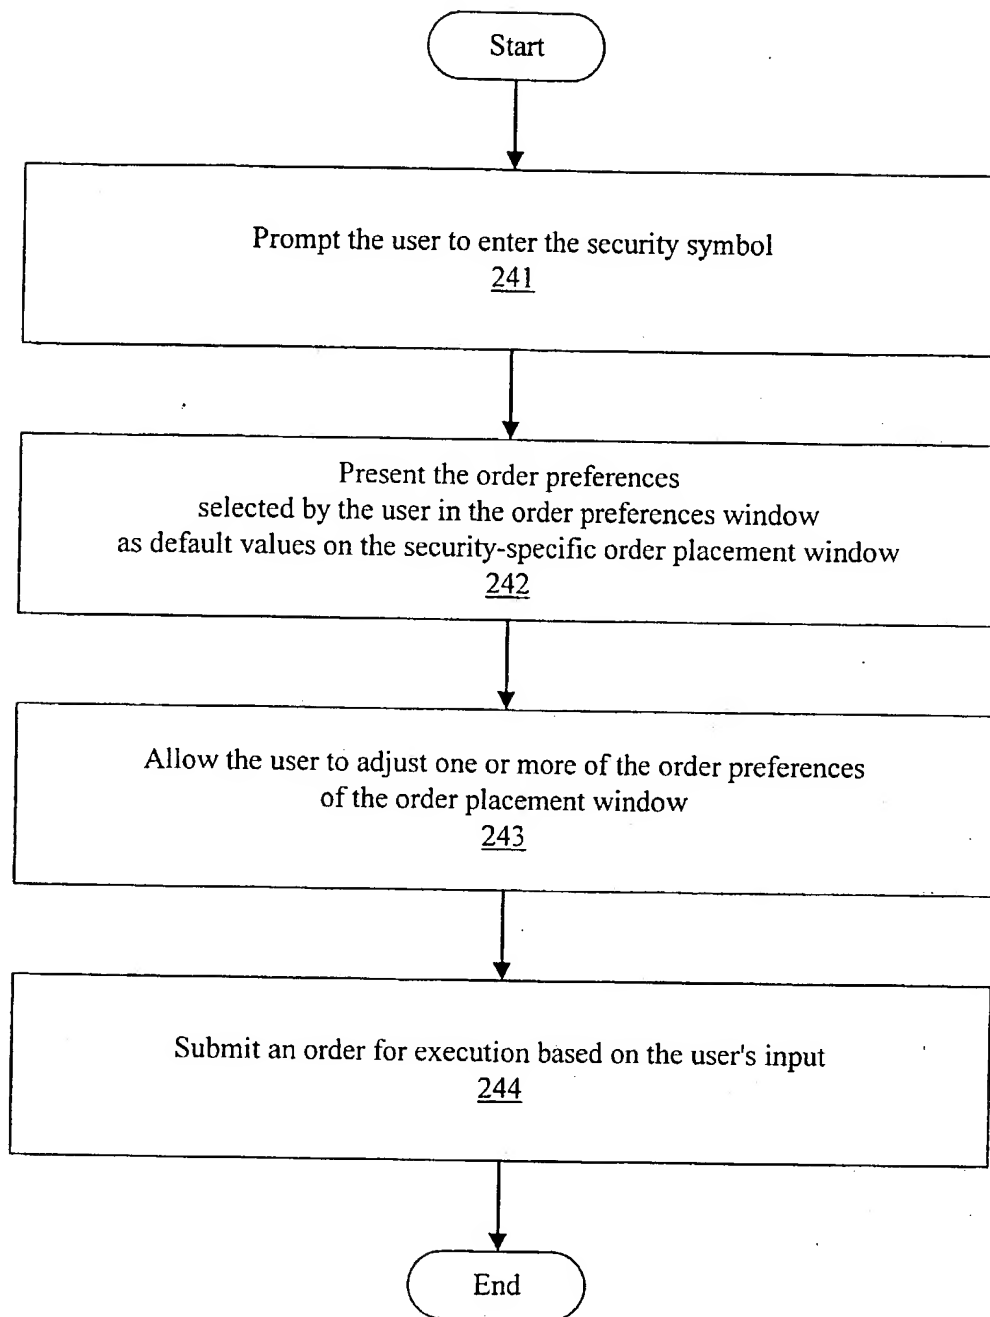 Start
Prompt the user to enter the security symbol
241
Present the order preferences
selected by the user in the order preferences window
as default values on the security-specific order placement window
242
Allow the user to adjust one or more of the order preferences
of the order placement window
243
Submit an order for execution based on the user's input
244
End